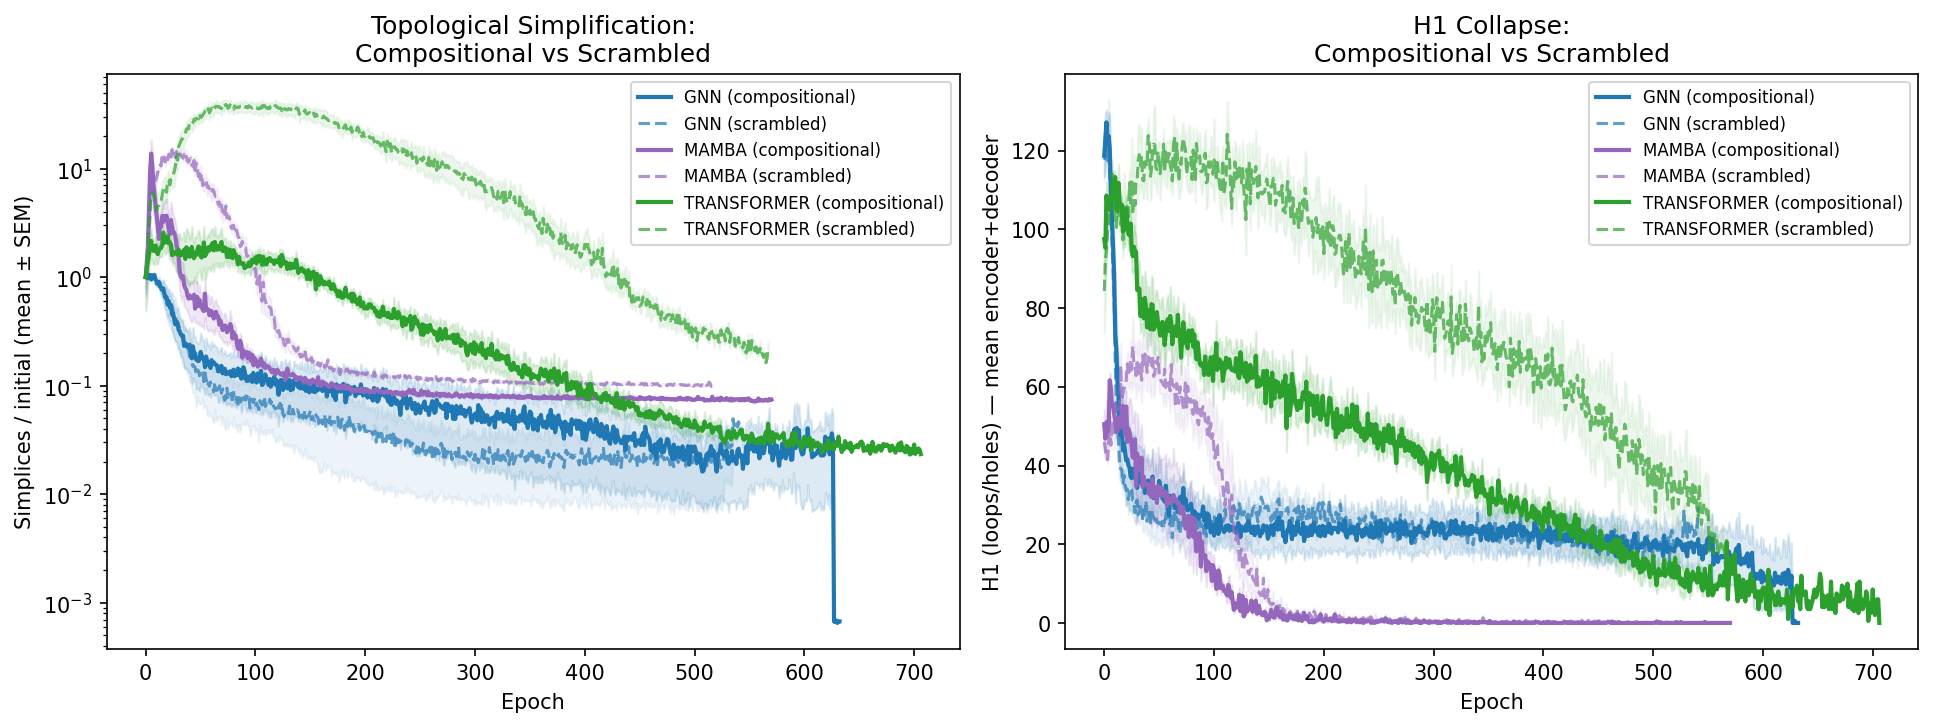 Topological Simplification:
Compositional vs Scrambled
Simplices / initial (mean ± SEM)
10¹
10⁰
10⁻¹
10⁻²
10⁻³
GNN (compositional)
GNN (scrambled)
MAMBA (compositional)
MAMBA (scrambled)
TRANSFORMER (compositional)
TRANSFORMER (scrambled)
0 100 200 300 400 500 600 700
Epoch
H1 Collapse:
Compositional vs Scrambled
H1 (loops/holes) — mean encoder+decoder
120
100
80
60
40
20
0
GNN (compositional)
GNN (scrambled)
MAMBA (compositional)
MAMBA (scrambled)
TRANSFORMER (compositional)
TRANSFORMER (scrambled)
0 100 200 300 400 500 600 700
Epoch